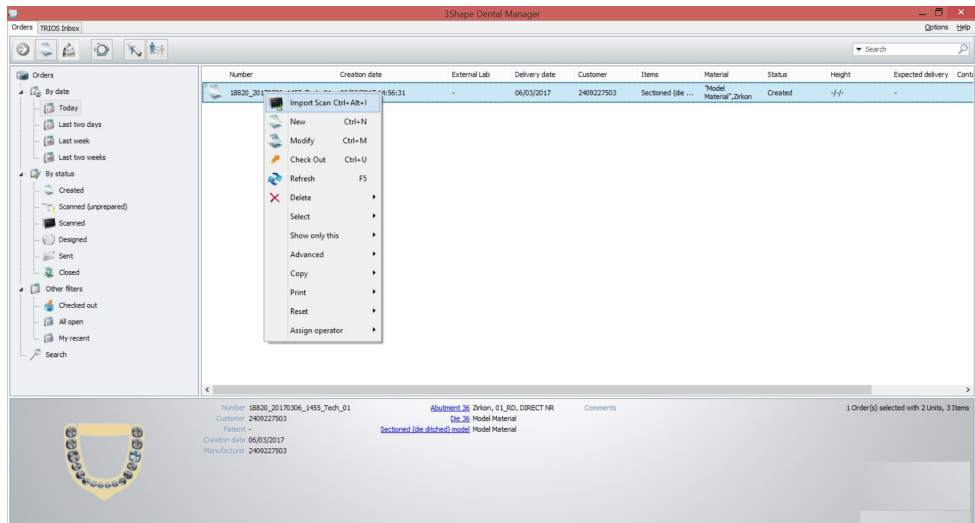 3Shape Dental Manager
Orders TRIOS Inbox Options Help
Search
Orders
By date
Today
Last two days
Last week
Last two weeks
By status
Created
Scanned (unprepared)
Scanned
Designed
Sent
Closed
Other filters
Checked out
All open
My recent
Search
Number Creation date External Lab Delivery date Customer Items Material Status Height Expected delivery Conta
18820_20170306_1455_Tech_01 06/03/2017 14:56:31 - 06/03/2017 2409227503 Sectioned (die ... "Model Created -/-/- -
Material",Zirkon
Import Scan Ctrl+Alt+I
New Ctrl+N
Modify Ctrl+M
Check Out Ctrl+U
Refresh F5
Delete
Select
Show only this
Advanced
Copy
Print
Reset
Assign operator
Number 18820_20170306_1455_Tech_01
Customer 2409227503
Patient -
Creation date 06/03/2017
Manufacturer 2409227503
Abutment 36 Zirkon, 01_RD, DIRECT NR
Die 36 Model Material
Sectioned (die ditched) model Model Material
Comments
1 Order(s) selected with 2 Units, 3 Items